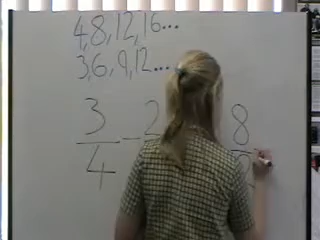 4, 8, 12, 16...
3, 6, 9, 12...
3/4 - 2 8